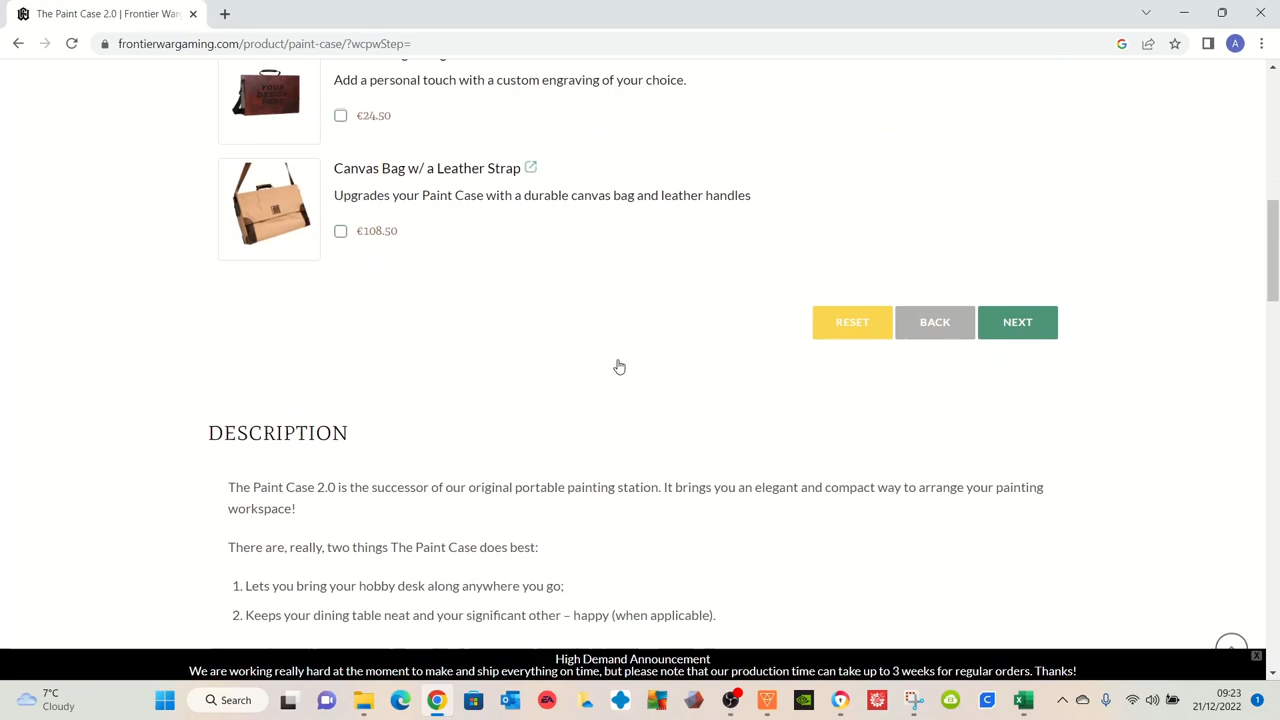 The Paint Case 2.0 | Frontier War
frontierwargaming.com/product/paint-case/?wcpwStep=
A
YOUR
DESIGN
HERE
Add a personal touch with a custom engraving of your choice.
€24.50
Canvas Bag w/ a Leather Strap
Upgrades your Paint Case with a durable canvas bag and leather handles
€108.50
RESET
BACK
NEXT
DESCRIPTION
The Paint Case 2.0 is the successor of our original portable painting station. It brings you an elegant and compact way to arrange your painting
workspace!
There are, really, two things The Paint Case does best:
1. Lets you bring your hobby desk along anywhere you go;
2. Keeps your dining table neat and your significant other – happy (when applicable).
High Demand Announcement
X
We are working really hard at the moment to make and ship everything on time, but please note that our production time can take up to 3 weeks for regular orders. Thanks!
7°C
Cloudy
Search
EA
21/12/2022
1